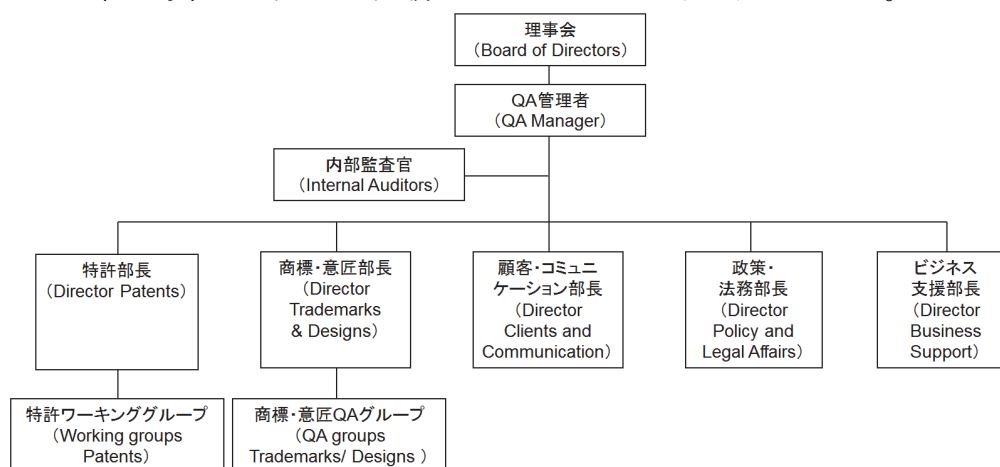 理事会
（Board of Directors）
QA管理者
（QA Manager）
内部監査官
（Internal Auditors）
特許部長
（Director Patents）
商標・意匠部長
（Director
Trademarks
& Designs）
顧客・コミュニ
ケーション部長
（Director
Clients and
Communication）
政策・
法務部長
（Director
Policy and
Legal Affairs）
ビジネス
支援部長
（Director
Business
Support）
特許ワーキンググループ
（Working groups
Patents）
商標・意匠QAグループ
（QA groups
Trademarks/ Designs ）